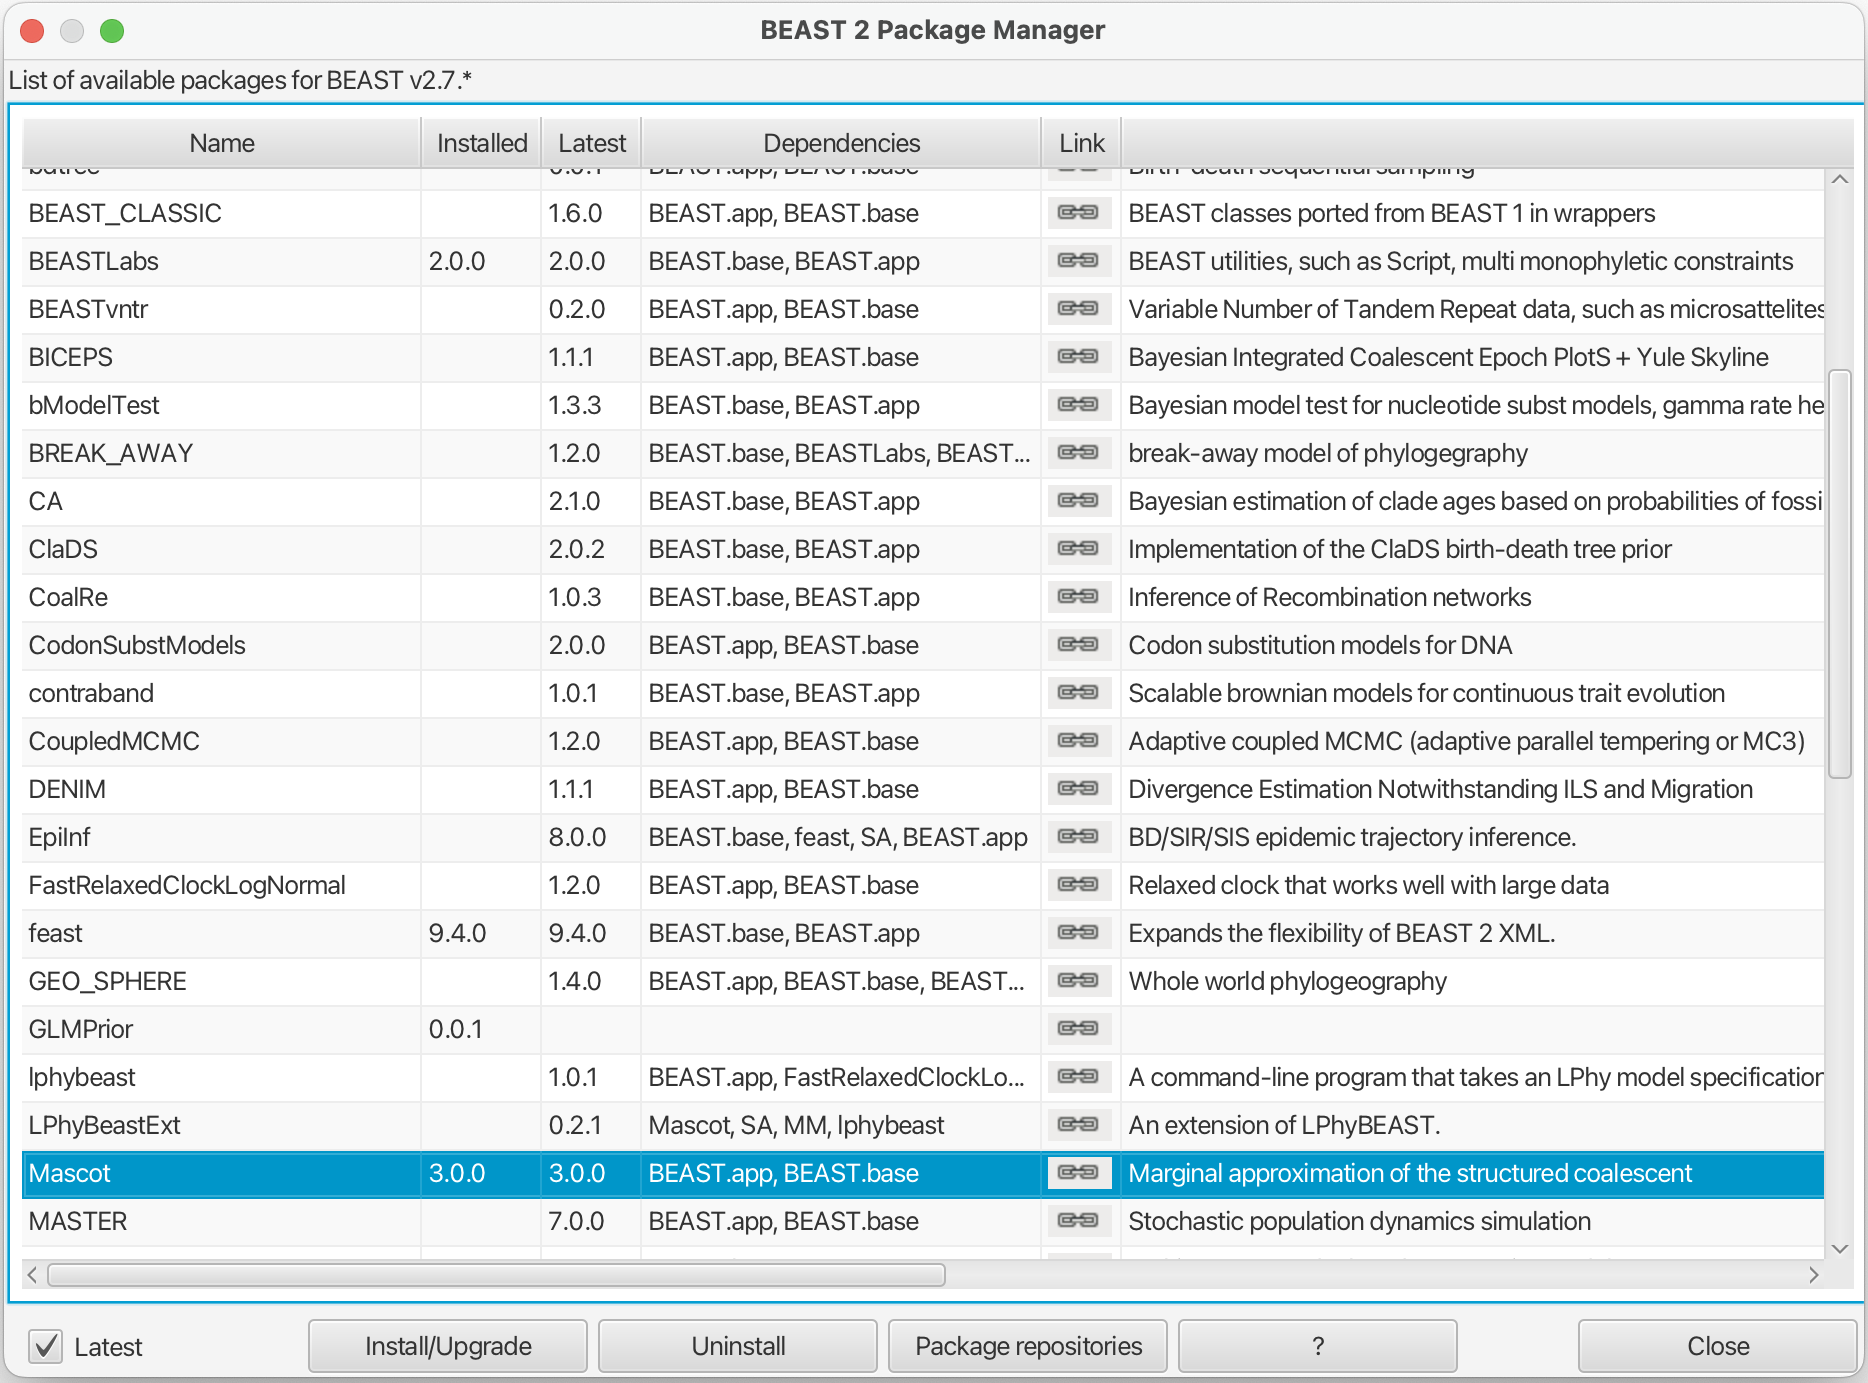 BEAST 2 Package Manager
List of available packages for BEAST v2.7.*
Name Installed Latest Dependencies Link
BEAST_CLASSIC 1.6.0 BEAST.app, BEAST.base BEAST classes ported from BEAST 1 in wrappers
BEASTLabs 2.0.0 2.0.0 BEAST.base, BEAST.app BEAST utilities, such as Script, multi monophyletic constraints
BEASTvntr 0.2.0 BEAST.app, BEAST.base Variable Number of Tandem Repeat data, such as microsattelites
BICEPS 1.1.1 BEAST.app, BEAST.base Bayesian Integrated Coalescent Epoch PlotS + Yule Skyline
bModelTest 1.3.3 BEAST.base, BEAST.app Bayesian model test for nucleotide subst models, gamma rate he
BREAK_AWAY 1.2.0 BEAST.base, BEASTLabs, BEAST... break-away model of phylogegraphy
CA 2.1.0 BEAST.base, BEAST.app Bayesian estimation of clade ages based on probabilities of fossi
ClaDS 2.0.2 BEAST.base, BEAST.app Implementation of the ClaDS birth-death tree prior
CoalRe 1.0.3 BEAST.base, BEAST.app Inference of Recombination networks
CodonSubstModels 2.0.0 BEAST.app, BEAST.base Codon substitution models for DNA
contraband 1.0.1 BEAST.base, BEAST.app Scalable brownian models for continuous trait evolution
CoupledMCMC 1.2.0 BEAST.app, BEAST.base Adaptive coupled MCMC (adaptive parallel tempering or MC3)
DENIM 1.1.1 BEAST.app, BEAST.base Divergence Estimation Notwithstanding ILS and Migration
EpiInf 8.0.0 BEAST.base, feast, SA, BEAST.app BD/SIR/SIS epidemic trajectory inference.
FastRelaxedClockLogNormal 1.2.0 BEAST.app, BEAST.base Relaxed clock that works well with large data
feast 9.4.0 9.4.0 BEAST.base, BEAST.app Expands the flexibility of BEAST 2 XML.
GEO_SPHERE 1.4.0 BEAST.app, BEAST.base, BEAST... Whole world phylogeography
GLMPrior 0.0.1
lphybeast 1.0.1 BEAST.app, FastRelaxedClockLo... A command-line program that takes an LPhy model specification
LPhyBeastExt 0.2.1 Mascot, SA, MM, lphybeast An extension of LPhyBEAST.
Mascot 3.0.0 3.0.0 BEAST.app, BEAST.base Marginal approximation of the structured coalescent
MASTER 7.0.0 BEAST.app, BEAST.base Stochastic population dynamics simulation
Latest Install/Upgrade Uninstall Package repositories ? Close